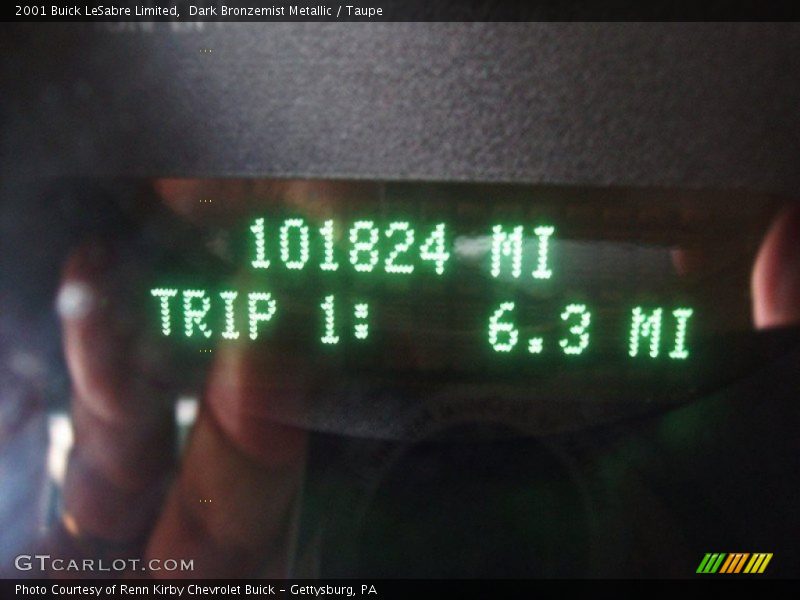 2001 Buick LeSabre Limited, Dark Bronzemist Metallic / Taupe
101824 MI
TRIP 1: 6.3 MI
GTCARLOT.COM
Photo Courtesy of Renn Kirby Chevrolet Buick - Gettysburg, PA